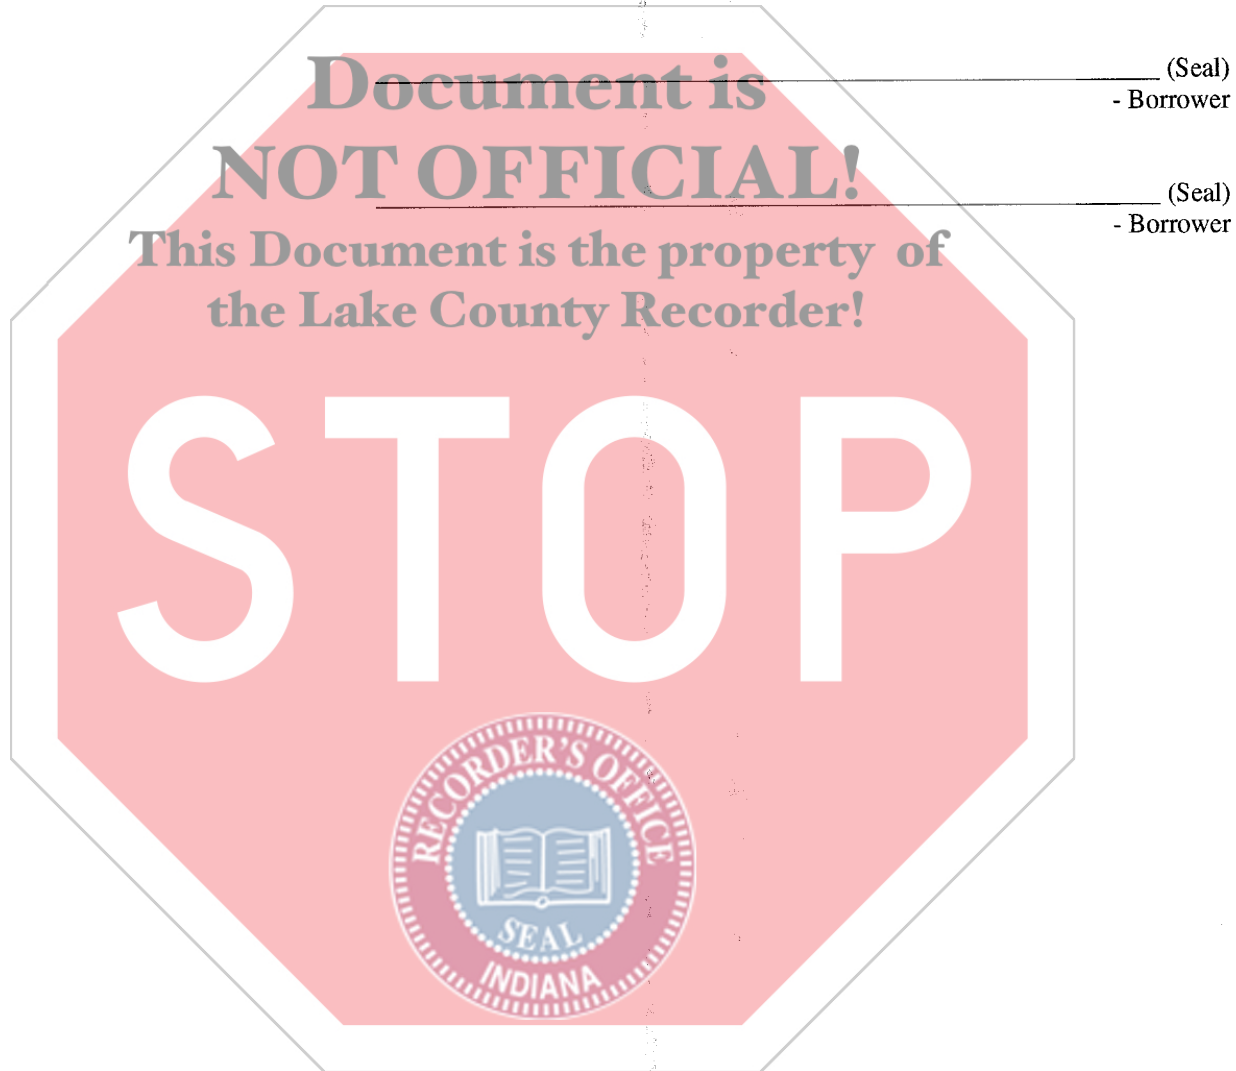 Document is
(Seal)
- Borrower
NOT OFFICIAL!
(Seal)
- Borrower
This Document is the property of
the Lake County Recorder!
STOP
RECORDER'S OFFICE
SEAL
INDIANA